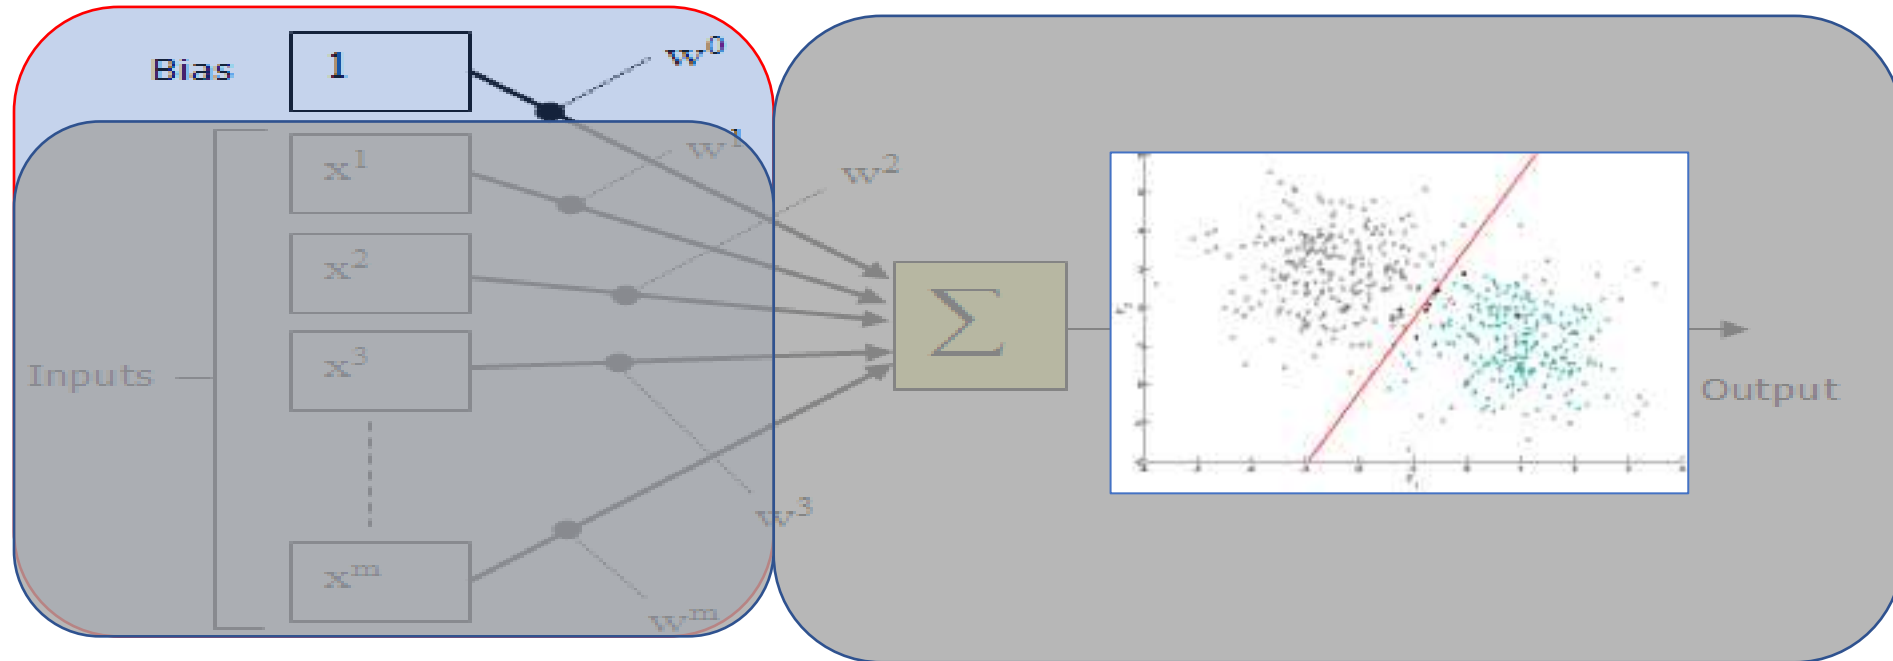 Bias 1 w⁰
x¹ w¹
w²
x²
Inputs x³
∑
Output
w³
xᵐ
wᵐ